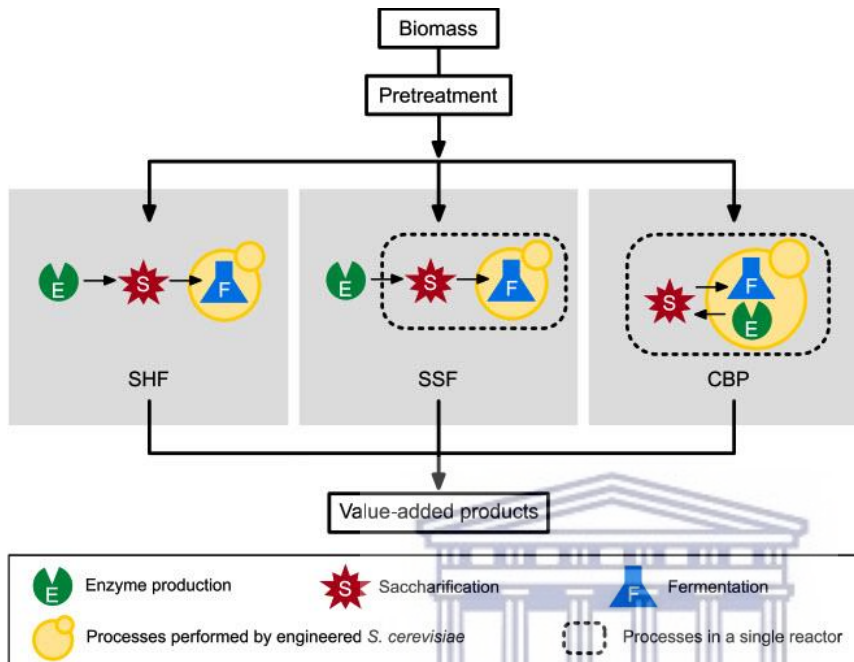 Biomass
Pretreatment
E S F
E S F
S F E
SHF
SSF
CBP
Value-added products
E Enzyme production S Saccharification F Fermentation
Processes performed by engineered S. cerevisiae Processes in a single reactor